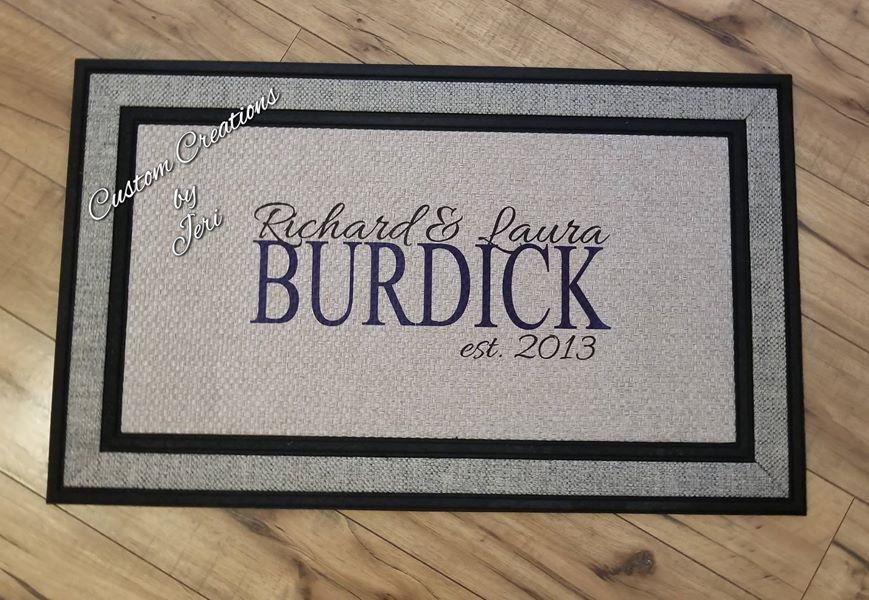 Custom Creations
by
Jeri
Richard & Laura
BURDICK
est. 2013